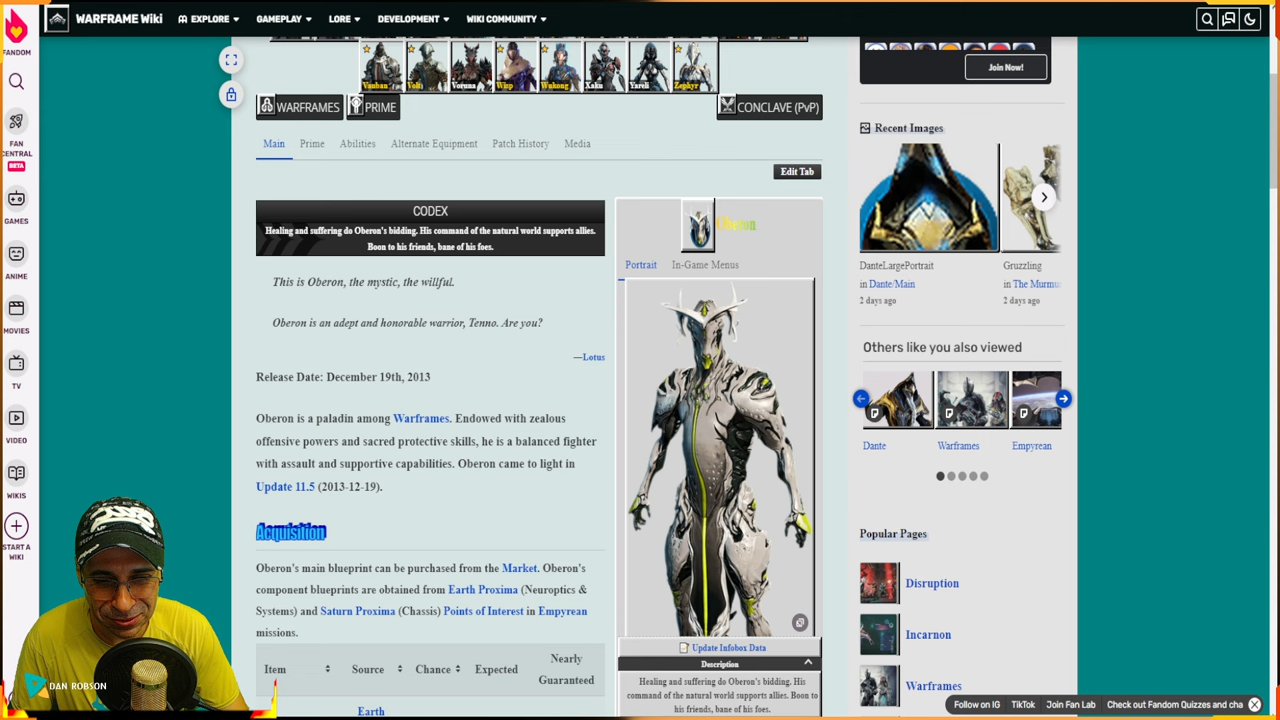 WARFRAME Wiki
EXPLORE
GAMEPLAY
LORE
DEVELOPMENT
WIKI COMMUNITY
FANDOM
FAN CENTRAL
BETA
GAMES
ANIME
MOVIES
TV
VIDEO
WIKIS
START A WIKI
Vauban
Volt
Voruna
Wisp
Wukong
Xaku
Yareli
Zephyr
WARFRAMES
PRIME
CONCLAVE (PvP)
Main
Prime
Abilities
Alternate Equipment
Patch History
Media
Edit Tab
CODEX
Healing and suffering do Oberon's bidding. His command of the natural world supports allies.
Boon to his friends, bane of his foes.
This is Oberon, the mystic, the willful.
Oberon is an adept and honorable warrior, Tenno. Are you?
—Lotus
Release Date: December 19th, 2013
Oberon is a paladin among Warframes. Endowed with zealous
offensive powers and sacred protective skills, he is a balanced fighter
with assault and supportive capabilities. Oberon came to light in
Update 11.5 (2013-12-19).
Acquisition
Oberon's main blueprint can be purchased from the Market. Oberon's
component blueprints are obtained from Earth Proxima (Neuroptics &
Systems) and Saturn Proxima (Chassis) Points of Interest in Empyrean
missions.
Item
Source
Chance
Expected
Nearly
Guaranteed
Earth
Oberon
Portrait
In-Game Menus
Update Infobox Data
Description
Healing and suffering do Oberon's bidding. His
command of the natural world supports allies. Boon to
his friends, bane of his foes.
Join Now!
Recent Images
DanteLargePortrait
in Dante/Main
2 days ago
Gruzzling
in The Murmu
2 days ago
Others like you also viewed
Dante
Warframes
Empyrean
Popular Pages
Disruption
Incarnon
Warframes
Follow on IG
TikTok
Join Fan Lab
Check out Fandom Quizzes and cha
DAN ROBSON